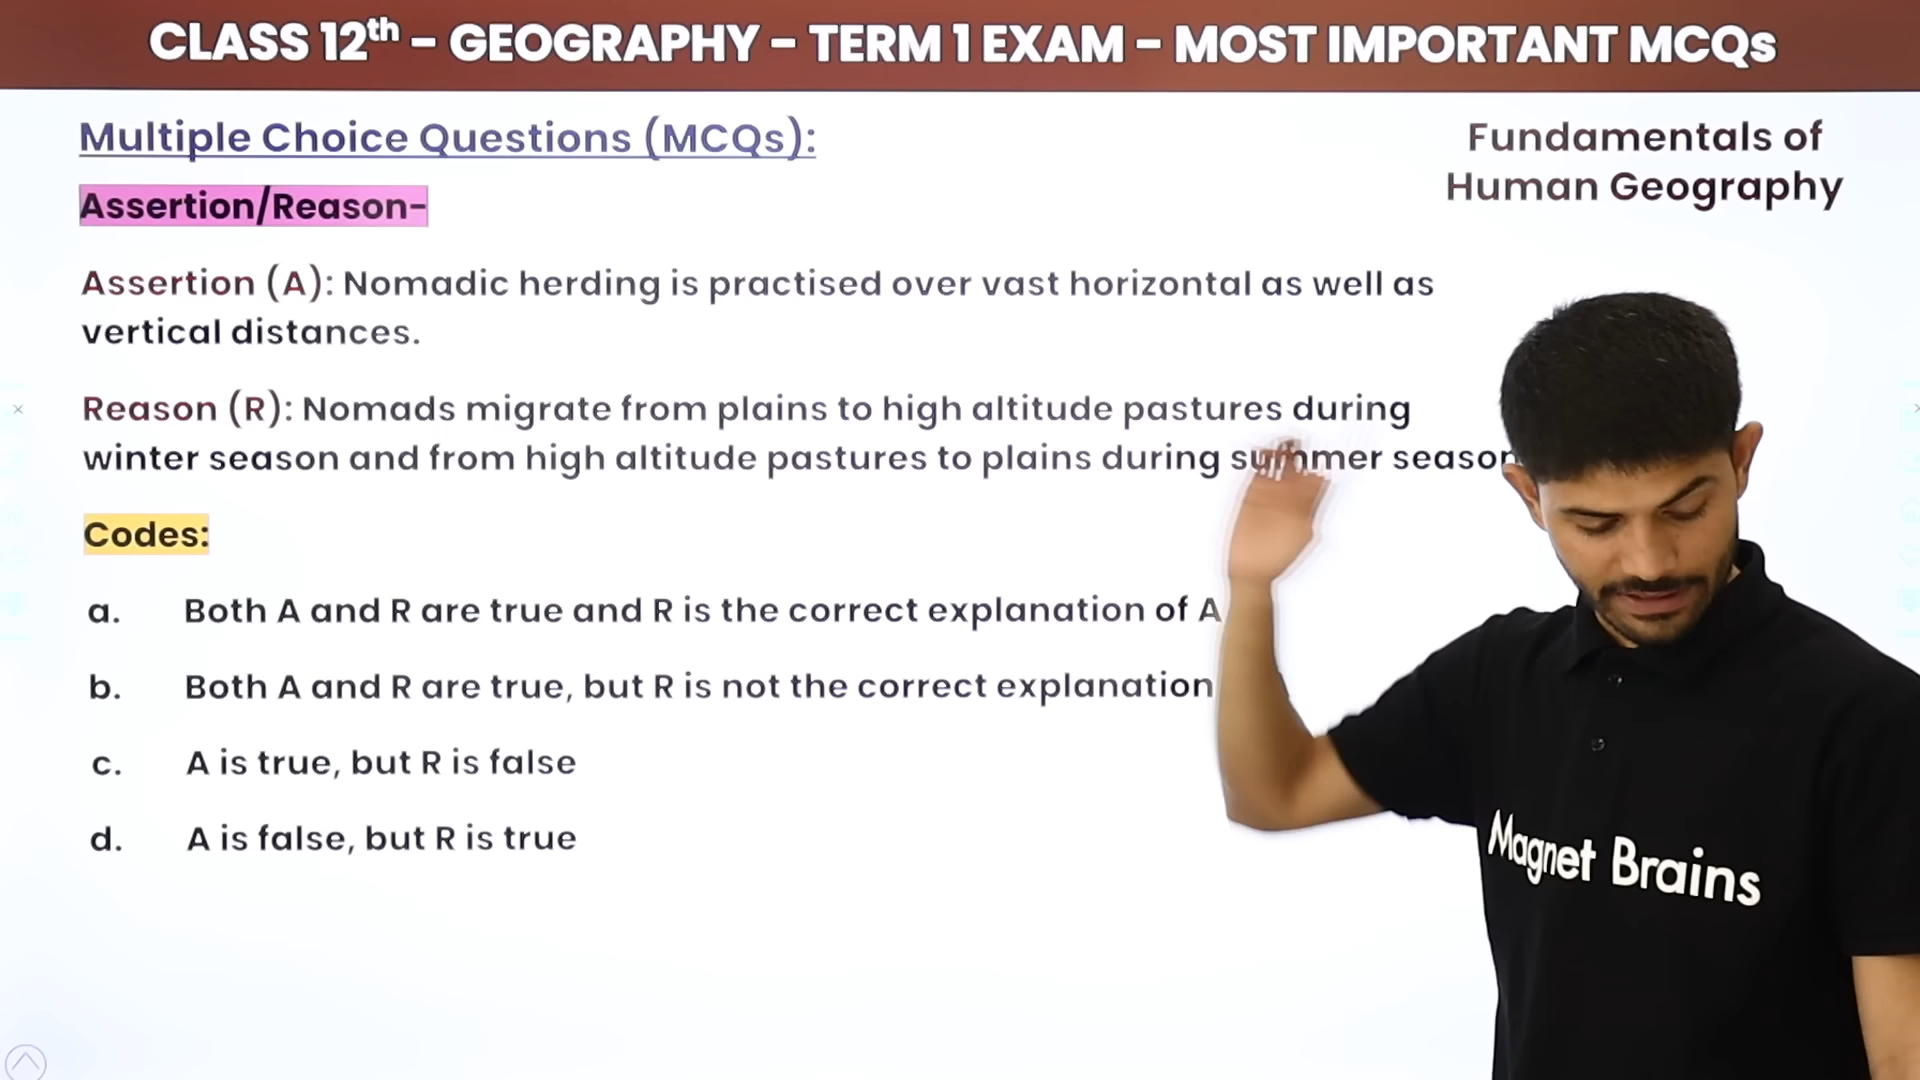 CLASS 12th – GEOGRAPHY – TERM 1 EXAM – MOST IMPORTANT MCQs
Multiple Choice Questions (MCQs):
Fundamentals of
Human Geography
Assertion/Reason-
Assertion (A): Nomadic herding is practised over vast horizontal as well as
vertical distances.
Reason (R): Nomads migrate from plains to high altitude pastures during
winter season and from high altitude pastures to plains during summer
Codes:
a. Both A and R are true and R is the correct explanation of A
b. Both A and R are true, but R is not the correct explanation
c. A is true, but R is false
d. A is false, but R is true
Magnet Brains